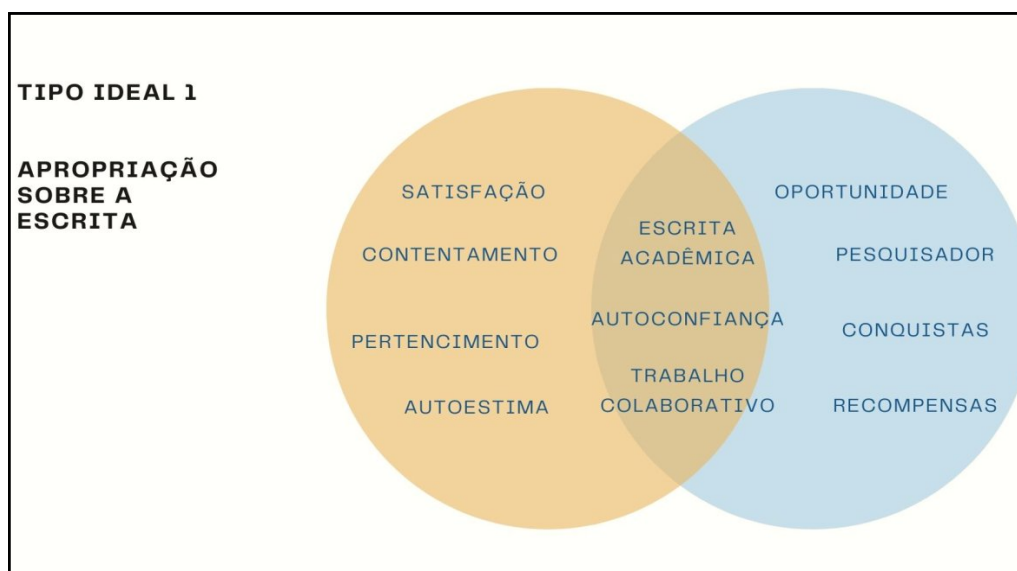 TIPO IDEAL 1
APROPRIAÇÃO
SOBRE A
ESCRITA
SATISFAÇÃO
CONTENTAMENTO
PERTENCIMENTO
AUTOESTIMA
ESCRITA
ACADÊMICA
AUTOCONFIANÇA
TRABALHO
COLABORATIVO
OPORTUNIDADE
PESQUISADOR
CONQUISTAS
RECOMPENSAS